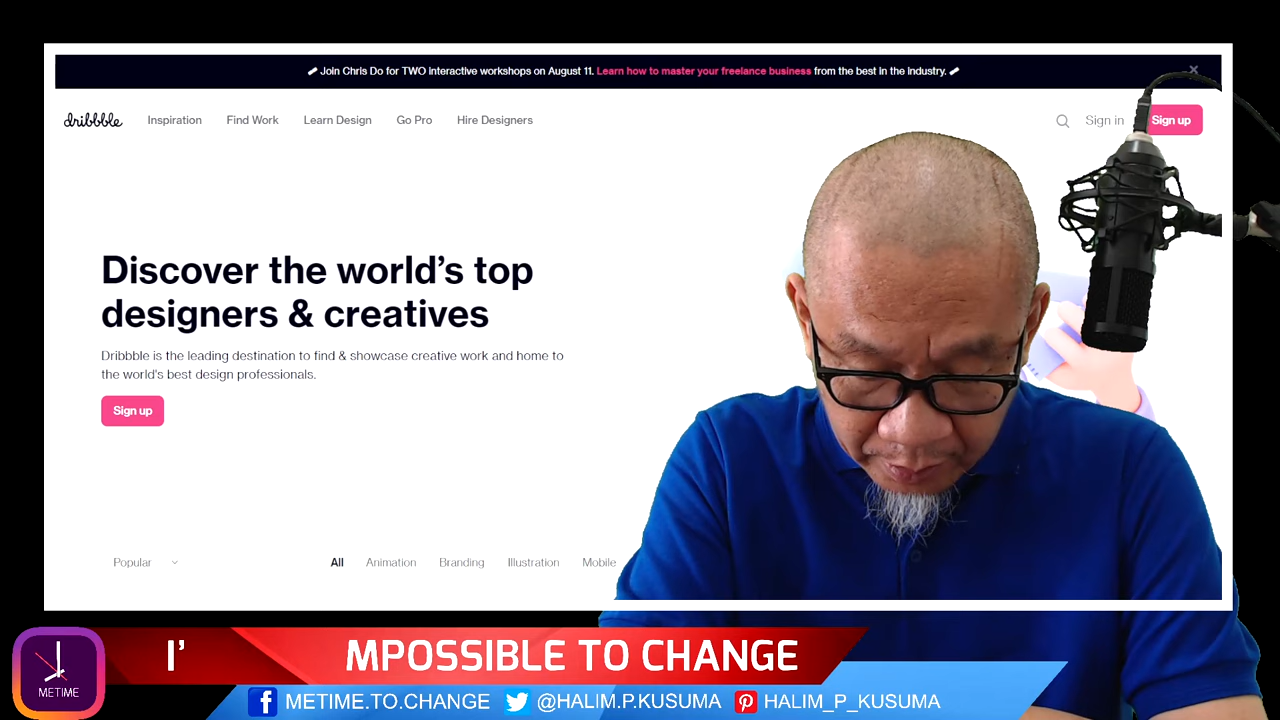 Join Chris Do for TWO interactive workshops on August 11. Learn how to master your freelance business from the best in the industry.
dribbble Inspiration Find Work Learn Design Go Pro Hire Designers Sign in Sign up
Discover the world's top
designers & creatives
Dribbble is the leading destination to find & showcase creative work and home to
the world's best design professionals.
Sign up
Popular All Animation Branding Illustration Mobile
I' MPOSSIBLE TO CHANGE
METIME
METIME.TO.CHANGE @HALIM.P.KUSUMA HALIM_P_KUSUMA